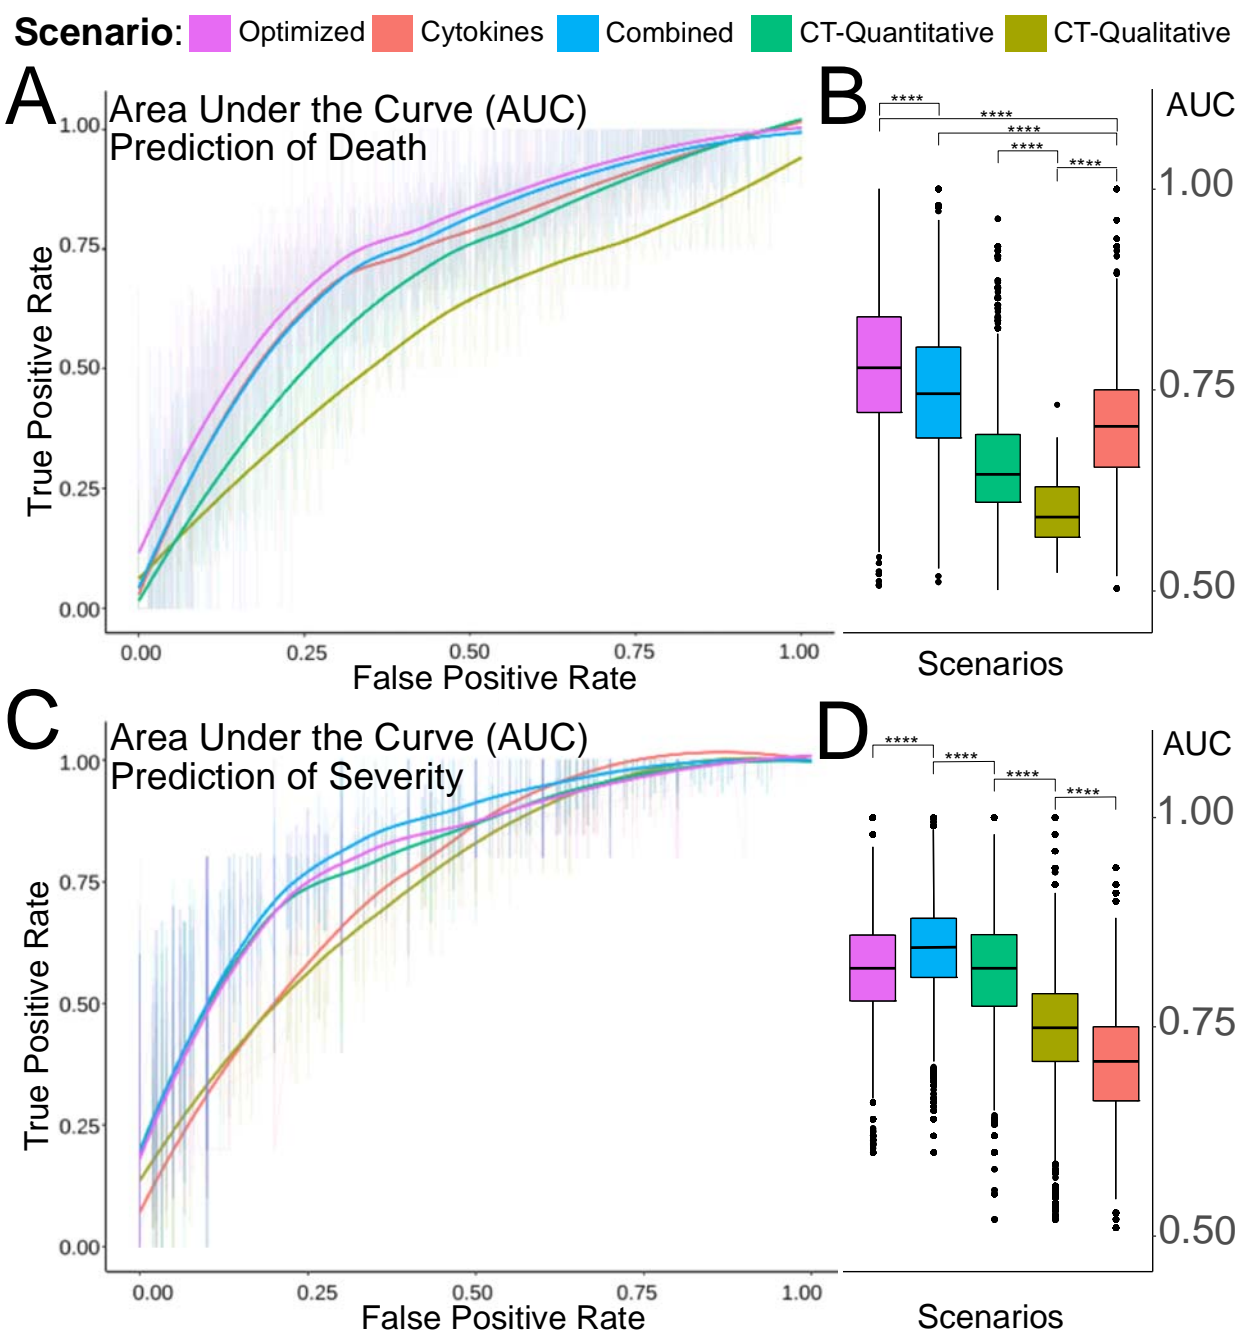 Scenario: Optimized Cytokines Combined CT-Quantitative CT-Qualitative
A
Area Under the Curve (AUC)
Prediction of Death
True Positive Rate
1.00
0.75
0.50
0.25
0.00
0.00 0.25 0.50 0.75 1.00
False Positive Rate
B
AUC
****
****
****
****
****
1.00
0.75
0.50
Scenarios
C
Area Under the Curve (AUC)
Prediction of Severity
True Positive Rate
1.00
0.75
0.50
0.25
0.00
0.00 0.25 0.50 0.75 1.00
False Positive Rate
D
AUC
****
****
****
****
1.00
0.75
0.50
Scenarios